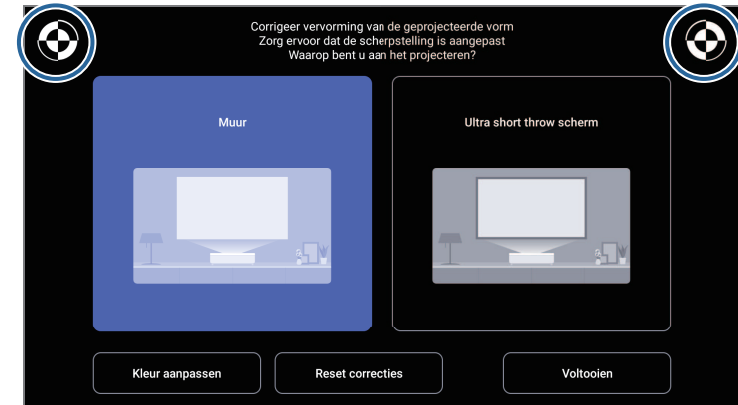 Corrigeer vervorming van de geprojecteerde vorm
Zorg ervoor dat de scherpstelling is aangepast
Waarop bent u aan het projecteren?
Muur
Ultra short throw scherm
Kleur aanpassen
Reset correcties
Voltooien